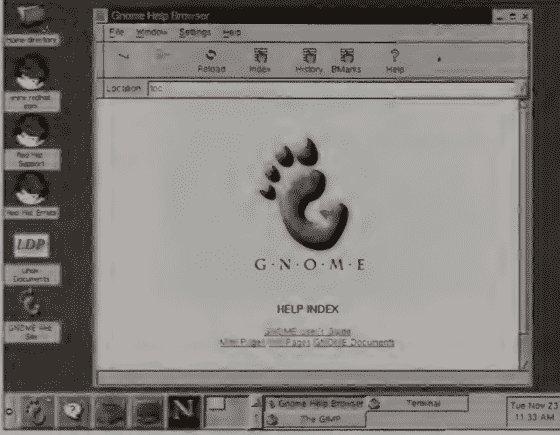 Gnome Help Browser
File Window Settings Help
Reload Index History BMarks Help
Location: toc
Home directory
www.redhat.com
Red Hat Support
Red Hat Errata
LDP
Linux Documents
GNOME Web Site
G·N·O·M·E
HELP INDEX
GNOME User's Guide
Man Pages Info Pages GNOME Documents
N
Gnome Help Browser
Terminal
The GIMP
Tue Nov 23
11:33 AM